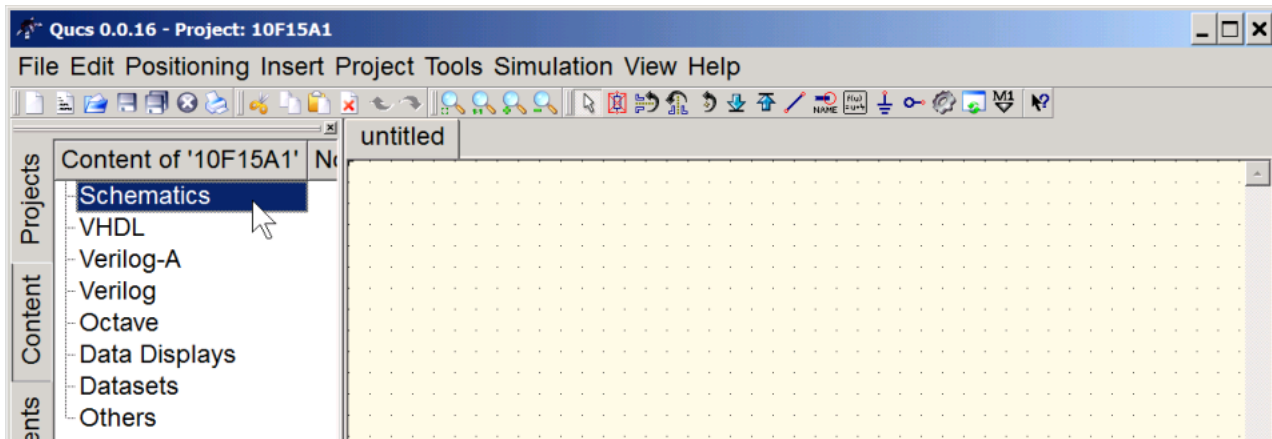 Qucs 0.0.16 - Project: 10F15A1
File Edit Positioning Insert Project Tools Simulation View Help
NAME
M1
untitled
Content of '10F15A1'
Projects
Content
Schematics
VHDL
Verilog-A
Verilog
Octave
Data Displays
Datasets
Others